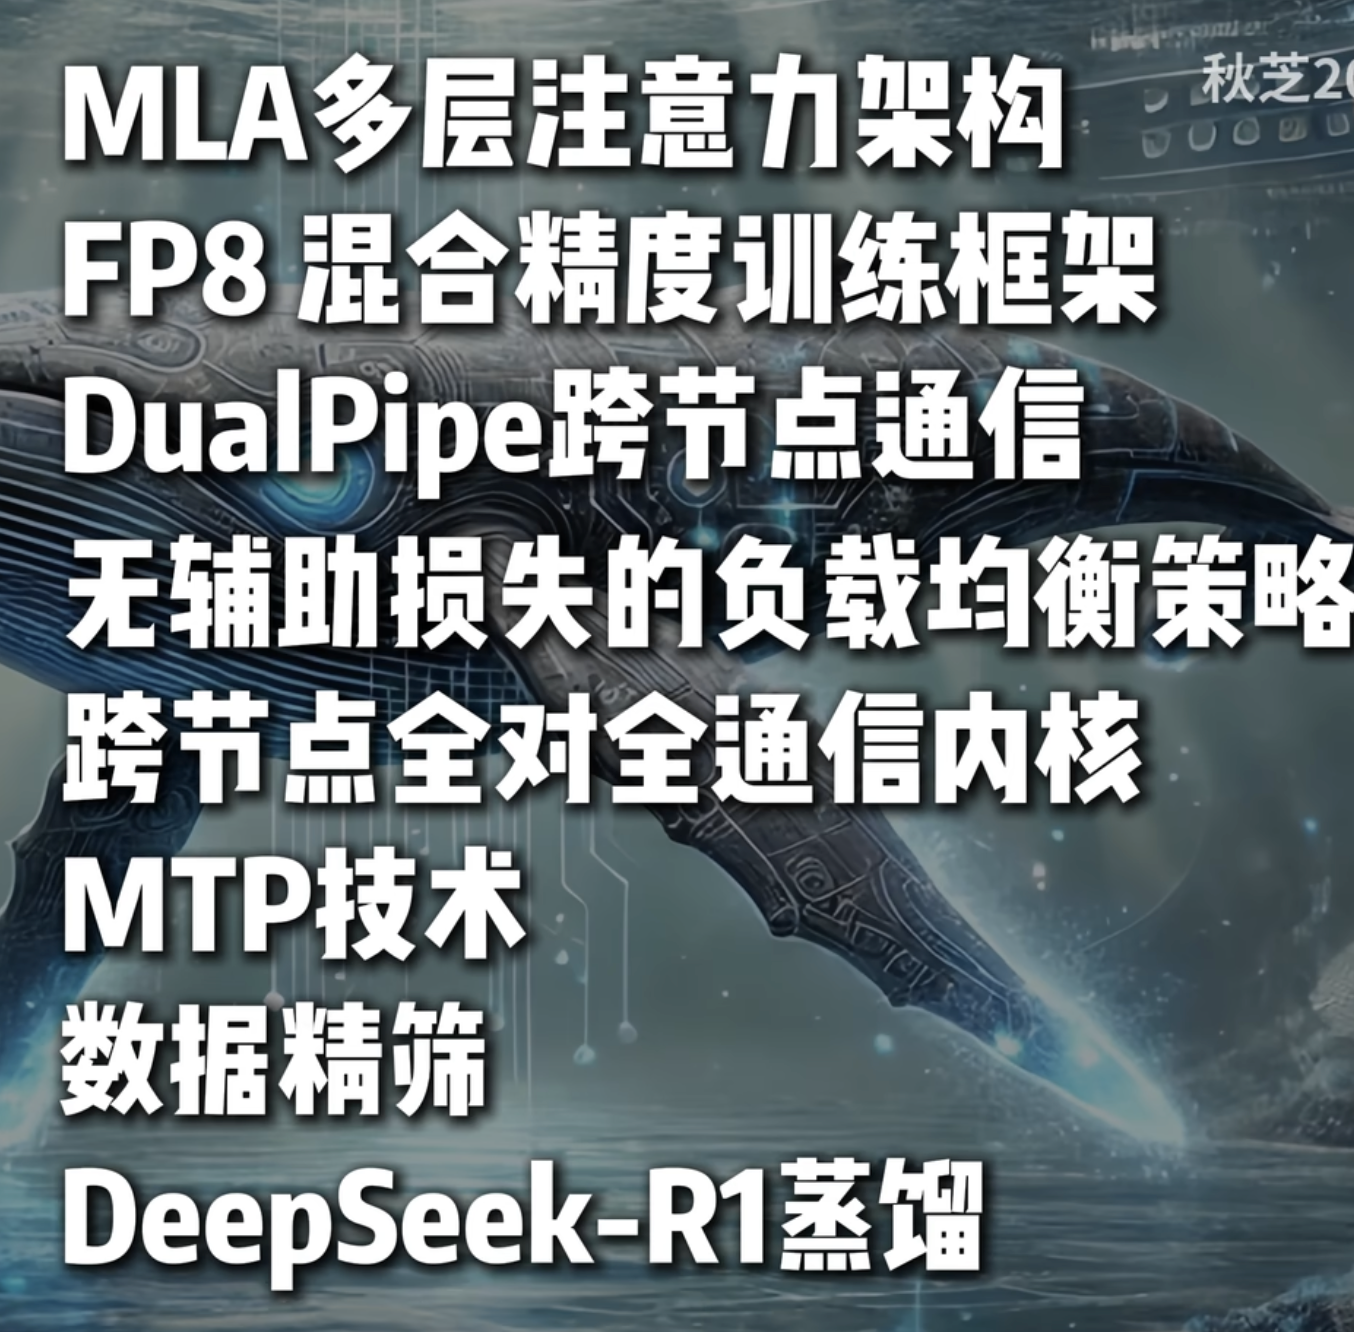 秋芝20
MLA多层注意力架构
FP8 混合精度训练框架
DualPipe跨节点通信
无辅助损失的负载均衡策略
跨节点全对全通信内核
MTP技术
数据精筛
DeepSeek-R1蒸馏